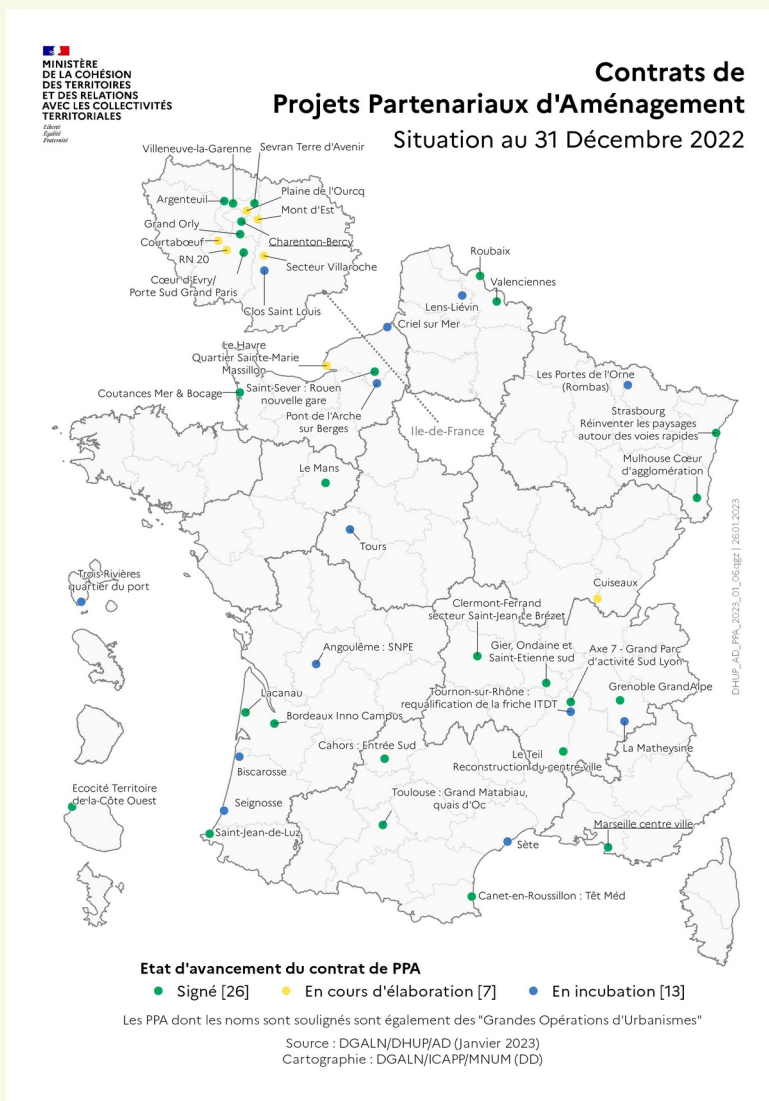 MINISTÈRE
DE LA COHÉSION
DES TERRITOIRES
ET DES RELATIONS
AVEC LES COLLECTIVITÉS
TERRITORIALES
Liberté
Égalité
Fraternité
Contrats de
Projets Partenariaux d'Aménagement
Situation au 31 Décembre 2022
Villeneuve-la-Garenne
Sevran Terre d'Avenir
Argenteuil
Plaine de l'Ourcq
Mont d'Est
Grand Orly
Courtabœuf
Charenton-Bercy
RN 20
Secteur Villaroche
Cœur d'Evry/
Porte Sud Grand Paris
Clos Saint Louis
Roubaix
Valenciennes
Lens-Liévin
Criel sur Mer
Le Havre
Quartier Sainte-Marie
Massillon
Coutances Mer & Bocage
Saint-Sever : Rouen
nouvelle gare
Pont de l'Arche
sur Berges
Ile-de-France
Les Portes de l'Orne
(Rombas)
Strasbourg
Réinventer les paysages
autour des voies rapides
Mulhouse Cœur
d'agglomération
Le Mans
Tours
DHUP_AD_PPA_2023_01_06.qgz | 26.01.2023
Trois-Rivières
quartier du port
Cuiseaux
Clermont-Ferrand
secteur Saint-Jean Le Brézet
Gier, Ondaine et
Saint-Etienne sud
Axe 7 - Grand Parc
d'activité Sud Lyon
Angoulême : SNPE
Tournon-sur-Rhône :
requalification de la friche ITDT
Grenoble GrandAlpe
Lacanau
Bordeaux Inno Campus
La Matheysine
Cahors : Entrée Sud
Le Teil
Reconstruction du centre-ville
Biscarosse
Ecocité Territoire
de la Côte Ouest
Toulouse : Grand Matabiau,
quais d'Oc
Seignosse
Marseille centre ville
Saint-Jean-de-Luz
Sète
Canet-en-Roussillon : Têt Méd
Etat d'avancement du contrat de PPA
Signé [26]
En cours d'élaboration [7]
En incubation [13]
Les PPA dont les noms sont soulignés sont également des "Grandes Opérations d'Urbanismes"
Source : DGALN/DHUP/AD (Janvier 2023)
Cartographie : DGALN/ICAPP/MNUM (DD)